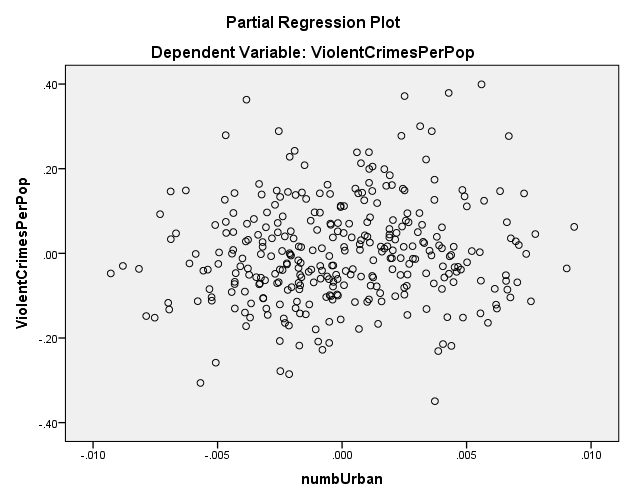 Partial Regression Plot
Dependent Variable: ViolentCrimesPerPop
ViolentCrimesPerPop
.40
.20
.00
-.20
-.40
-.010
-.005
.000
.005
.010
numbUrban